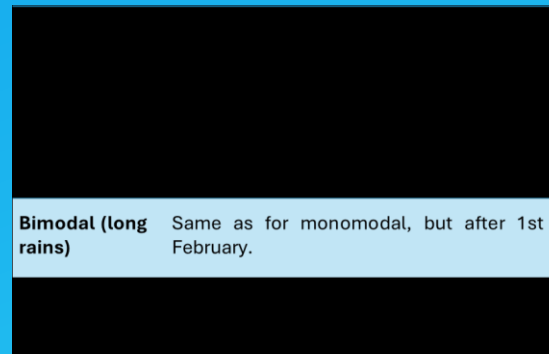 Bimodal (long
rains)
Same as for monomodal, but after 1st
February.